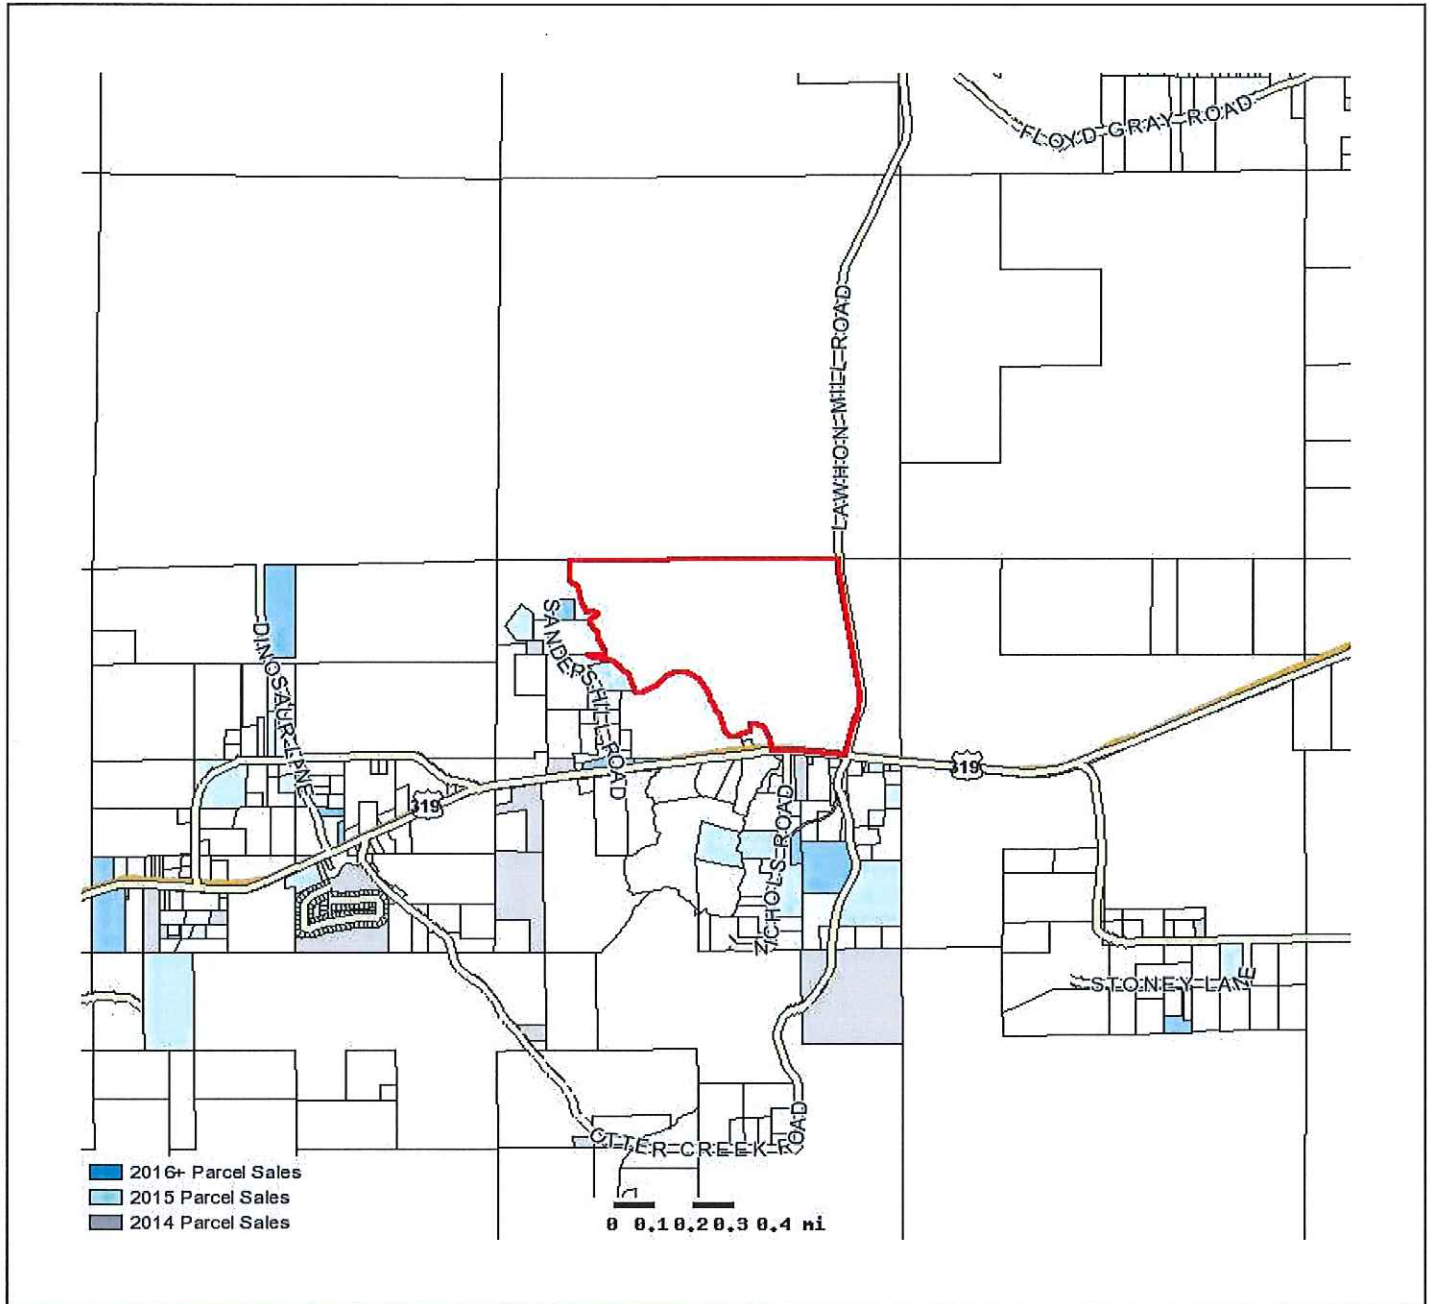 FLOYD GRAY ROAD
LAWHON MILL ROAD
SANDERS HILL ROAD
DINOSAUR LANE
319
319
NICHOLS ROAD
STONEY LANE
OTTER CREEK ROAD
2016+ Parcel Sales
2015 Parcel Sales
2014 Parcel Sales
0 0.1 0.2 0.3 0.4 mi